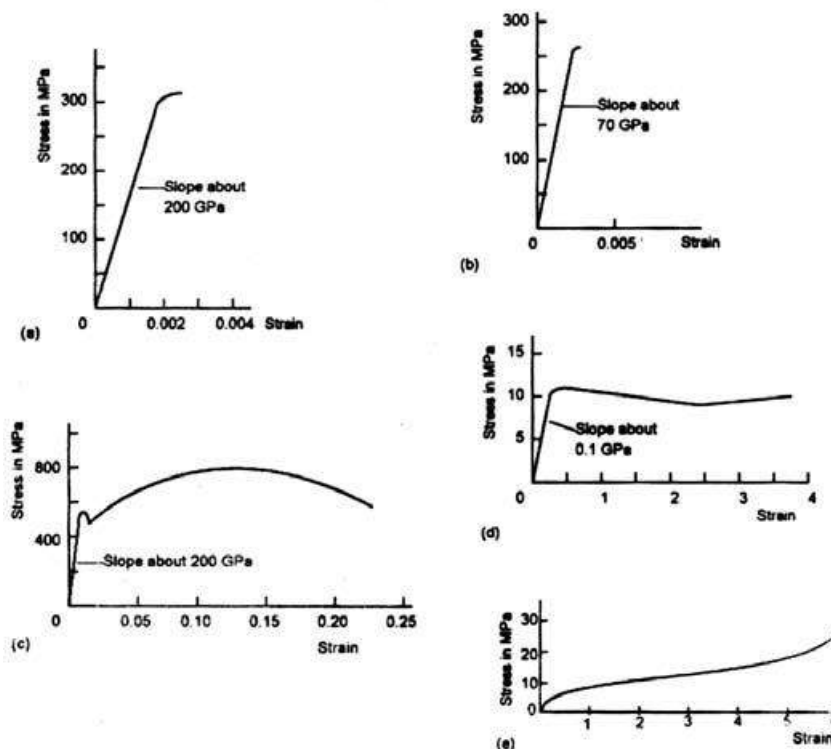 Stress in MPa
300
200
100
Slope about
200 GPa
0
0.002
0.004
Strain
(a)
Stress in MPa
300
200
100
Slope about
70 GPa
0
0.005
Strain
(b)
Stress in MPa
800
400
Slope about 200 GPa
0
0.05
0.10
0.15
0.20
0.25
(c)
Strain
Stress in MPa
15
10
5
Slope about
0.1 GPa
0
1
2
3
4
Strain
(d)
Stress in MPa
30
20
10
0
1
2
3
4
5
(e)
Strain